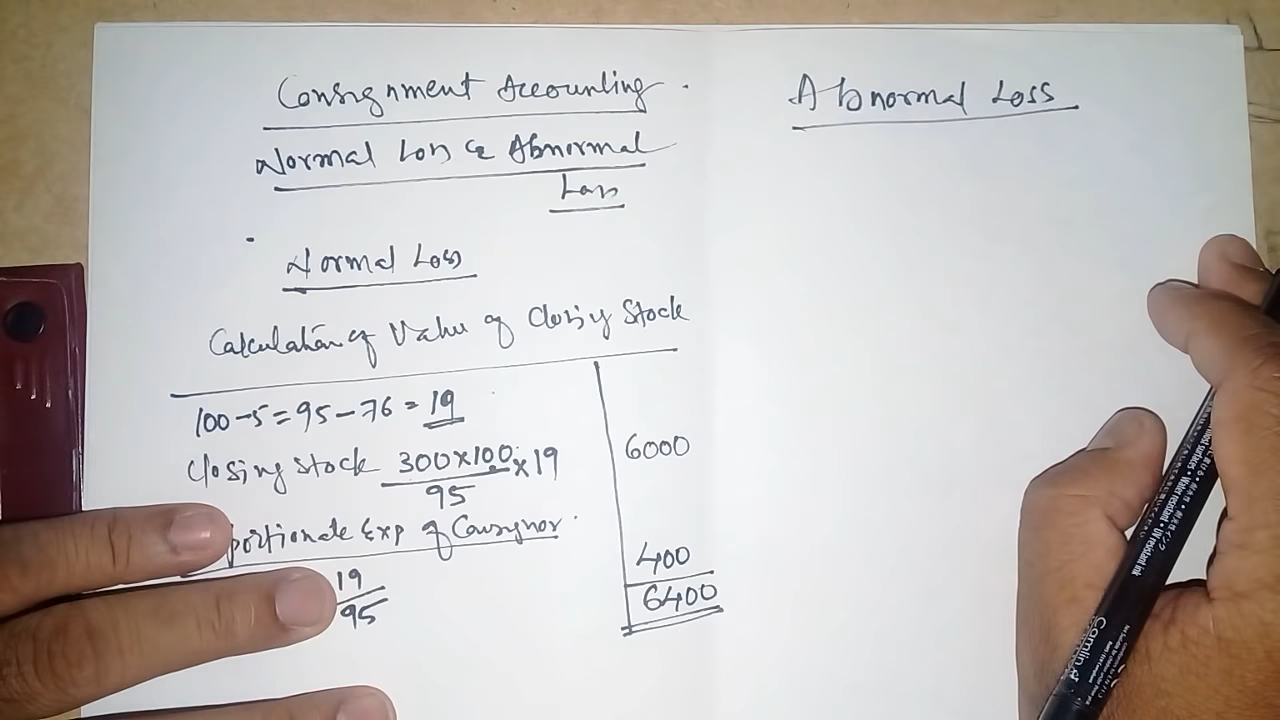 Consignment Accounting.
Normal Loss & Abnormal
Loss
Normal Loss
Calculation of Value of Closing Stock
100-5=95-76=19
Closing stock 300x100 x19 6000
95
portionate Exp of Consignor.
19 400
95 6400
Abnormal Loss
Camlin